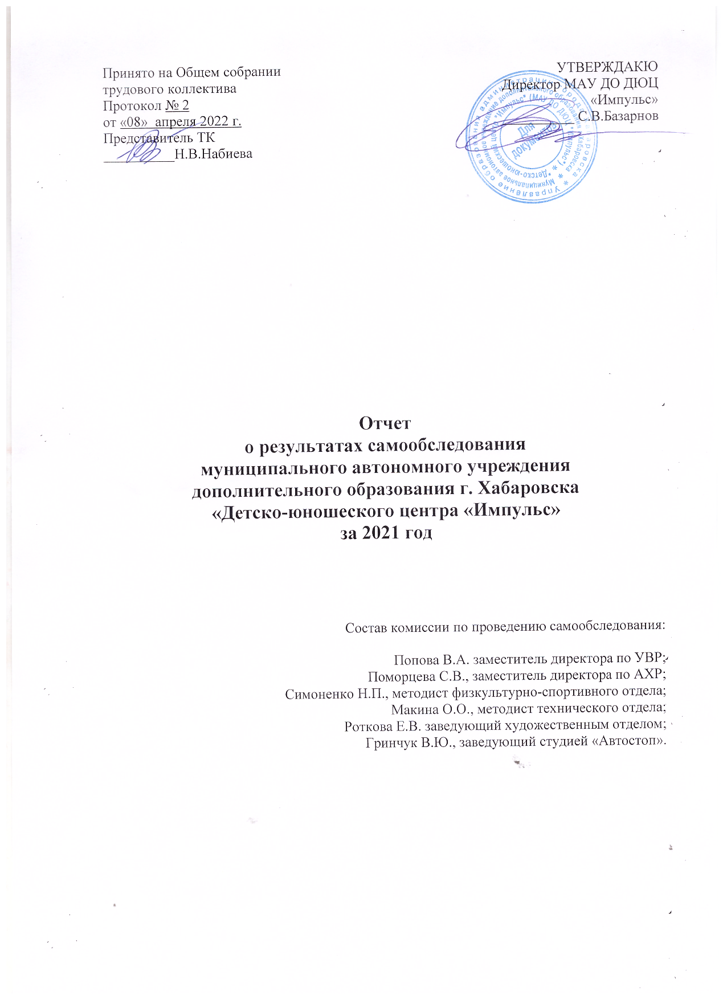 Принято на Общем собрании
трудового коллектива
Протокол № 2
от «08»  апреля 2022 г.
Представитель ТК
__________Н.В.Набиева
УТВЕРЖДАКЮ
Директор МАУ ДО ДЮЦ
«Импульс»
__________ С.В.Базарнов
Для
документов
Отчет
о результатах самообследования
муниципального автономного учреждения
дополнительного образования г. Хабаровска
«Детско-юношеского центра «Импульс»
за 2021 год
Состав комиссии по проведению самообследования:
Попова В.А. заместитель директора по УВР;
Поморцева С.В., заместитель директора по АХР;
Симоненко Н.П., методист физкультурно-спортивного отдела;
Макина О.О., методист технического отдела;
Роткова Е.В. заведующий художественным отделом;
Гринчук В.Ю., заведующий студией «Автостоп».